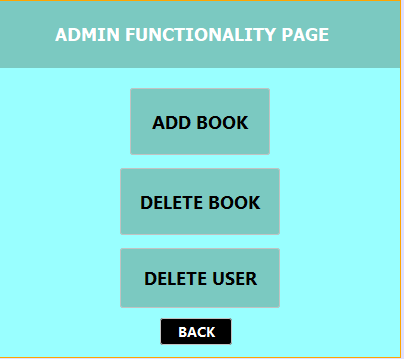 ADMIN FUNCTIONALITY PAGE
ADD BOOK
DELETE BOOK
DELETE USER
BACK